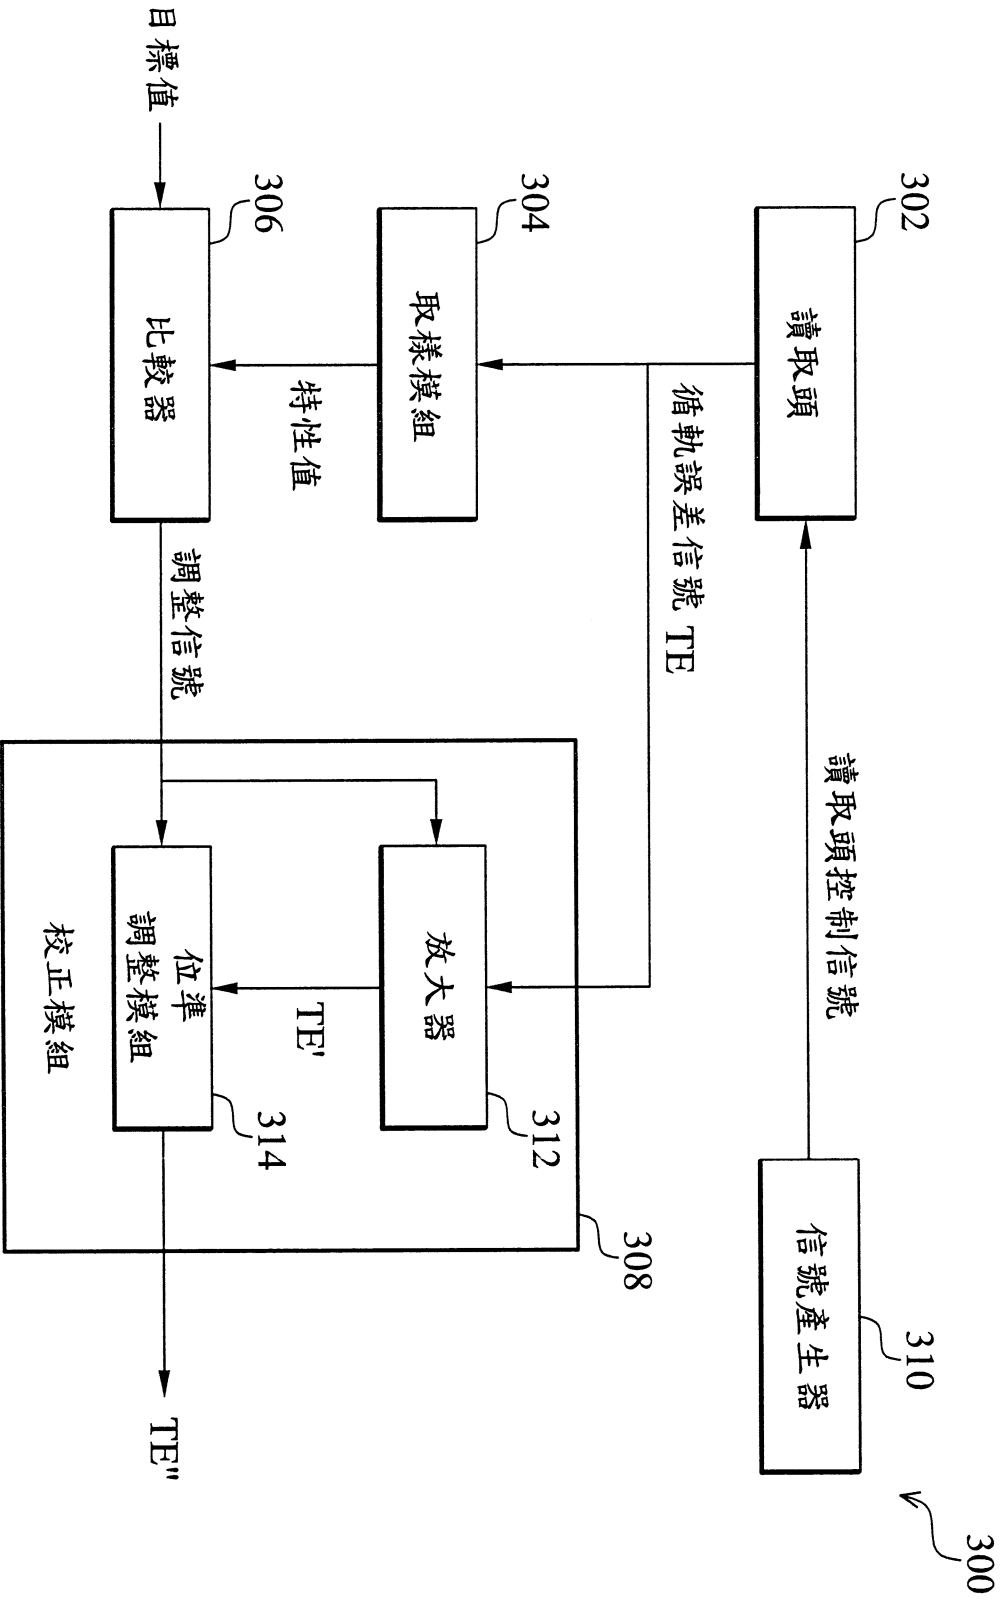 300
302
讀取頭
讀取頭控制信號
310
信號產生器
循軌誤差信號 TE
304
取樣模組
特性值
308
312
放大器
TE'
306
目標值
比較器
調整信號
314
位準
調整模組
TE"
校正模組